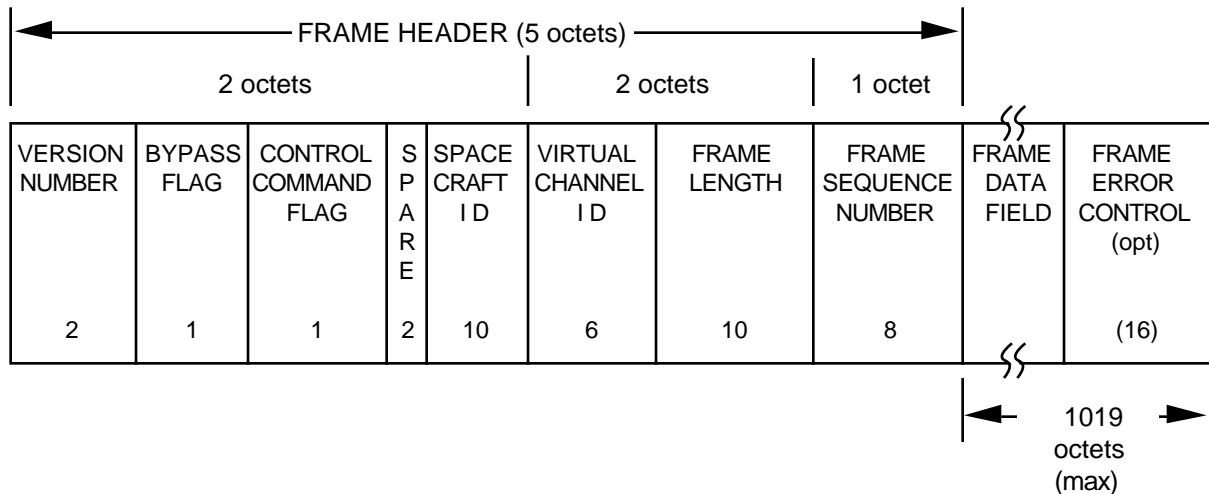 FRAME HEADER (5 octets)
2 octets
2 octets
1 octet
VERSION
NUMBER
2
BYPASS
FLAG
1
CONTROL
COMMAND
FLAG
1
S
P
A
R
E
2
SPACE
CRAFT
I D
10
VIRTUAL
CHANNEL
I D
6
FRAME
LENGTH
10
FRAME
SEQUENCE
NUMBER
8
FRAME
DATA
FIELD
FRAME
ERROR
CONTROL
(opt)
(16)
1019
octets
(max)